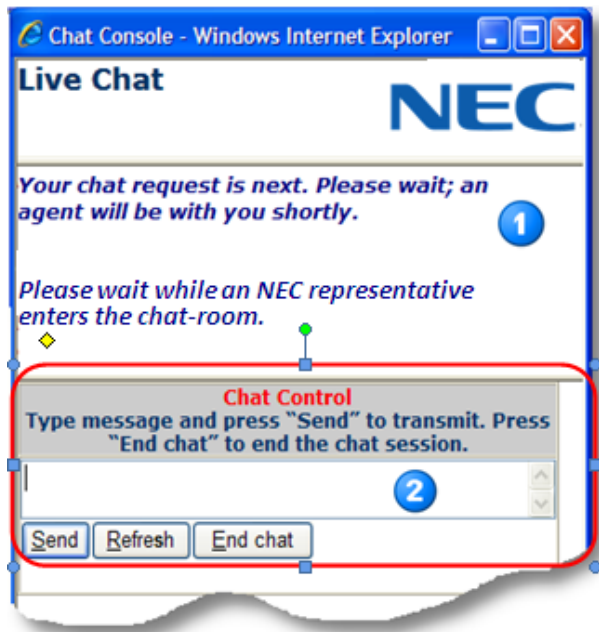 Chat Console - Windows Internet Explorer
Live Chat
NEC
Your chat request is next. Please wait; an
agent will be with you shortly.
1
Please wait while an NEC representative
enters the chat-room.
Chat Control
Type message and press “Send” to transmit. Press
“End chat” to end the chat session.
2
Send Refresh End chat